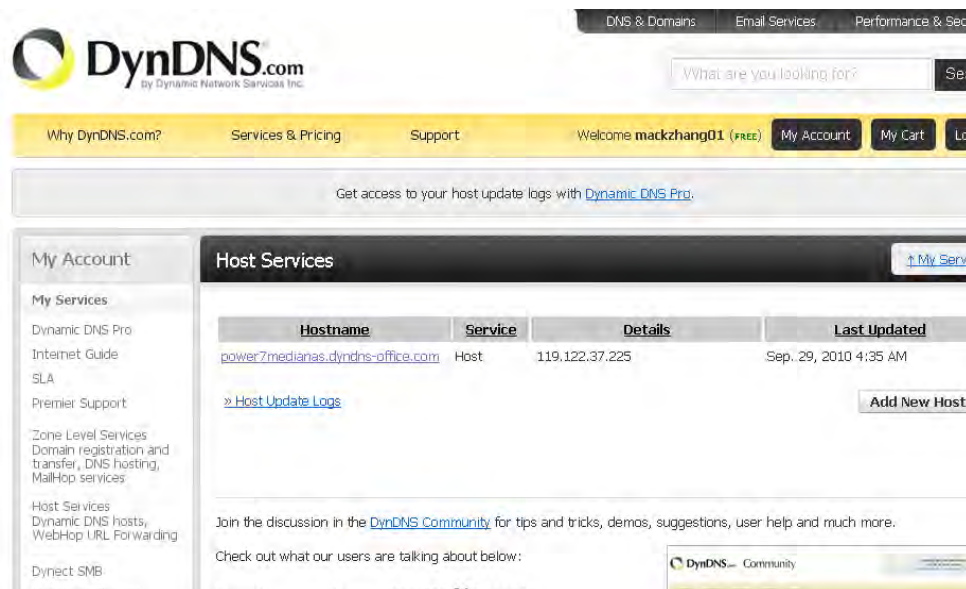 DNS & Domains Email Services Performance & Sec
DynDNS.com
by Dynamic Network Services Inc.
What are you looking for? Se
Why DynDNS.com? Services & Pricing Support Welcome mackzhang01 (FREE) My Account My Cart Lo
Get access to your host update logs with Dynamic DNS Pro.
My Account
My Services
Dynamic DNS Pro
Internet Guide
SLA
Premier Support
Zone Level Services
Domain registration and
transfer, DNS hosting,
MailHop services
Host Services
Dynamic DNS hosts,
WebHop URL Forwarding
Dynect SMB
Host Services ↑ My Serv
Hostname Service Details Last Updated
power7medianas.dyndns-office.com Host 119.122.37.225 Sep. 29, 2010 4:35 AM
» Host Update Logs Add New Host
Join the discussion in the DynDNS Community for tips and tricks, demos, suggestions, user help and much more.
Check out what our users are talking about below:
DynDNS Community